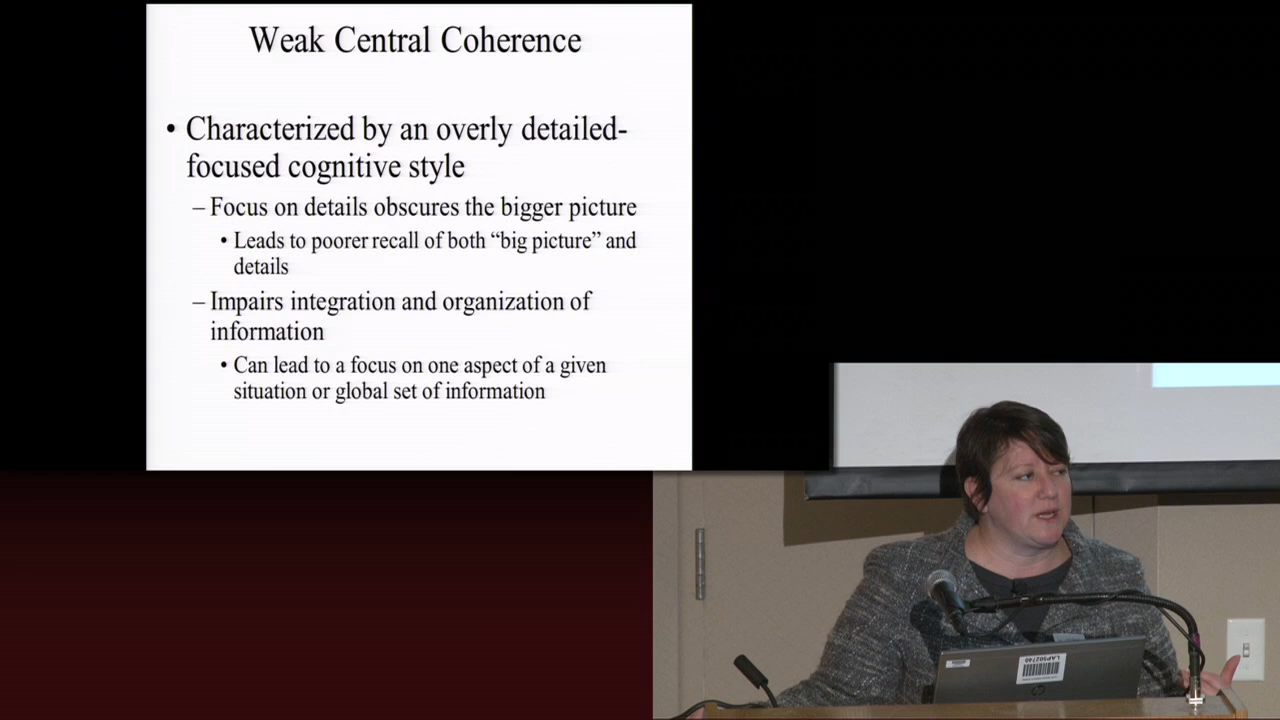 Weak Central Coherence
• Characterized by an overly detailed-
focused cognitive style
– Focus on details obscures the bigger picture
• Leads to poorer recall of both “big picture” and
details
– Impairs integration and organization of
information
• Can lead to a focus on one aspect of a given
situation or global set of information
LAP502740
hp